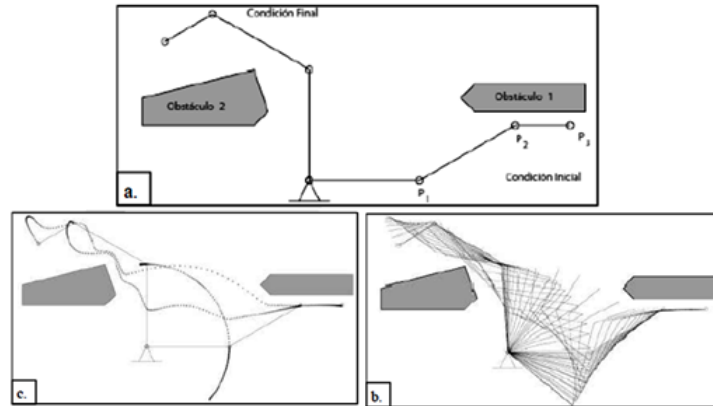 Condición Final
Obstáculo 2
Obstáculo 1
P2
P3
P1
Condición Inicial
a.
c.
b.